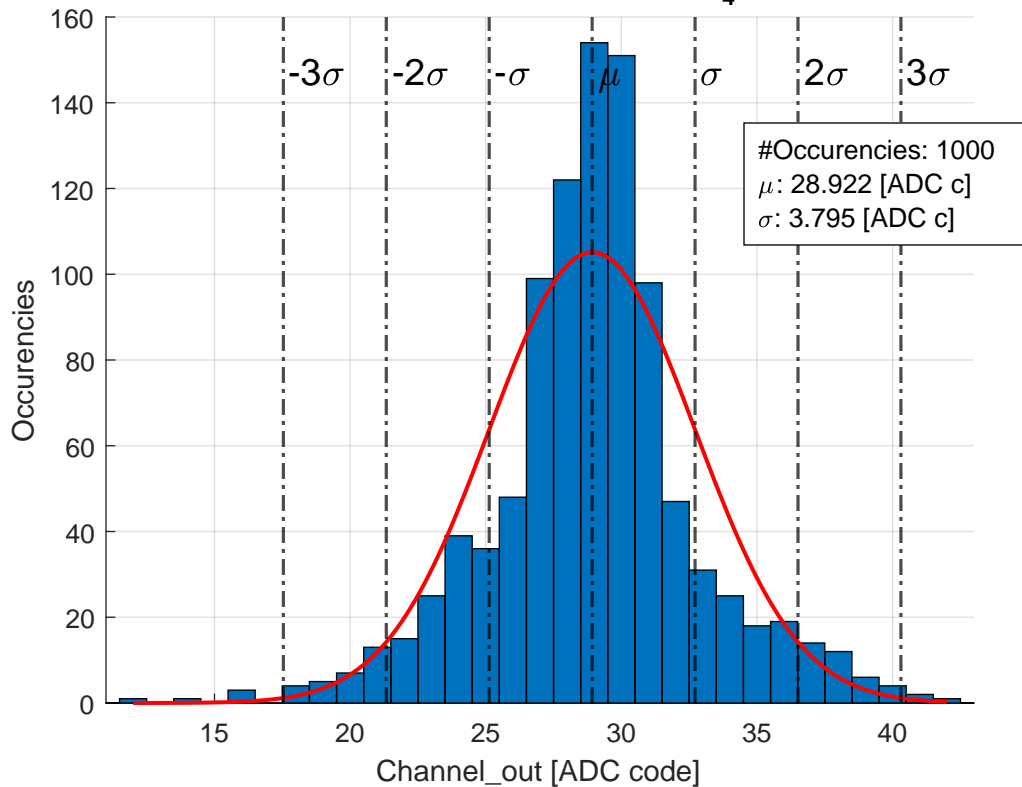 4
160
140
120
100
80
60
40
20
0
Occurencies
-3σ
-2σ
-σ
μ
σ
2σ
3σ
#Occurencies: 1000
μ: 28.922 [ADC c]
σ: 3.795 [ADC c]
15
20
25
30
35
40
Channel_out [ADC code]